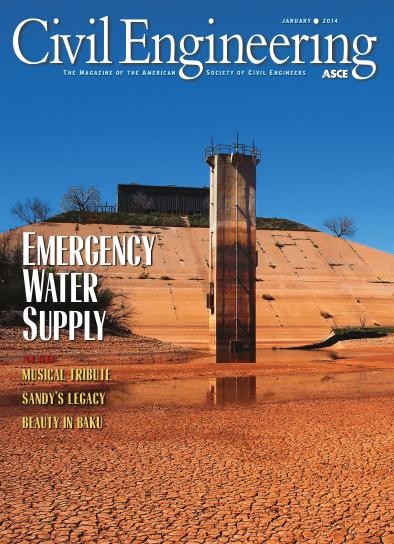 JANUARY • 2014
Civil Engineering
THE MAGAZINE OF THE AMERICAN SOCIETY OF CIVIL ENGINEERS ASCE
EMERGENCY
WATER
SUPPLY
ALSO
MUSICAL TRIBUTE
SANDY'S LEGACY
BEAUTY IN BAKU